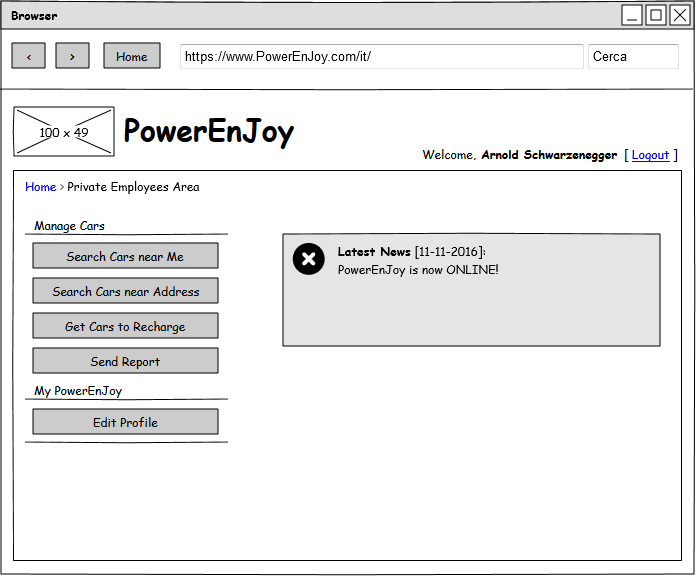 Browser
< > Home https://www.PowerEnJoy.com/it/ Cerca
100 x 49
PowerEnJoy
Welcome, Arnold Schwarzenegger [ Logout ]
Home > Private Employees Area
Manage Cars
Search Cars near Me
Search Cars near Address
Get Cars to Recharge
Send Report
My PowerEnJoy
Edit Profile
Latest News [11-11-2016]:
PowerEnJoy is now ONLINE!